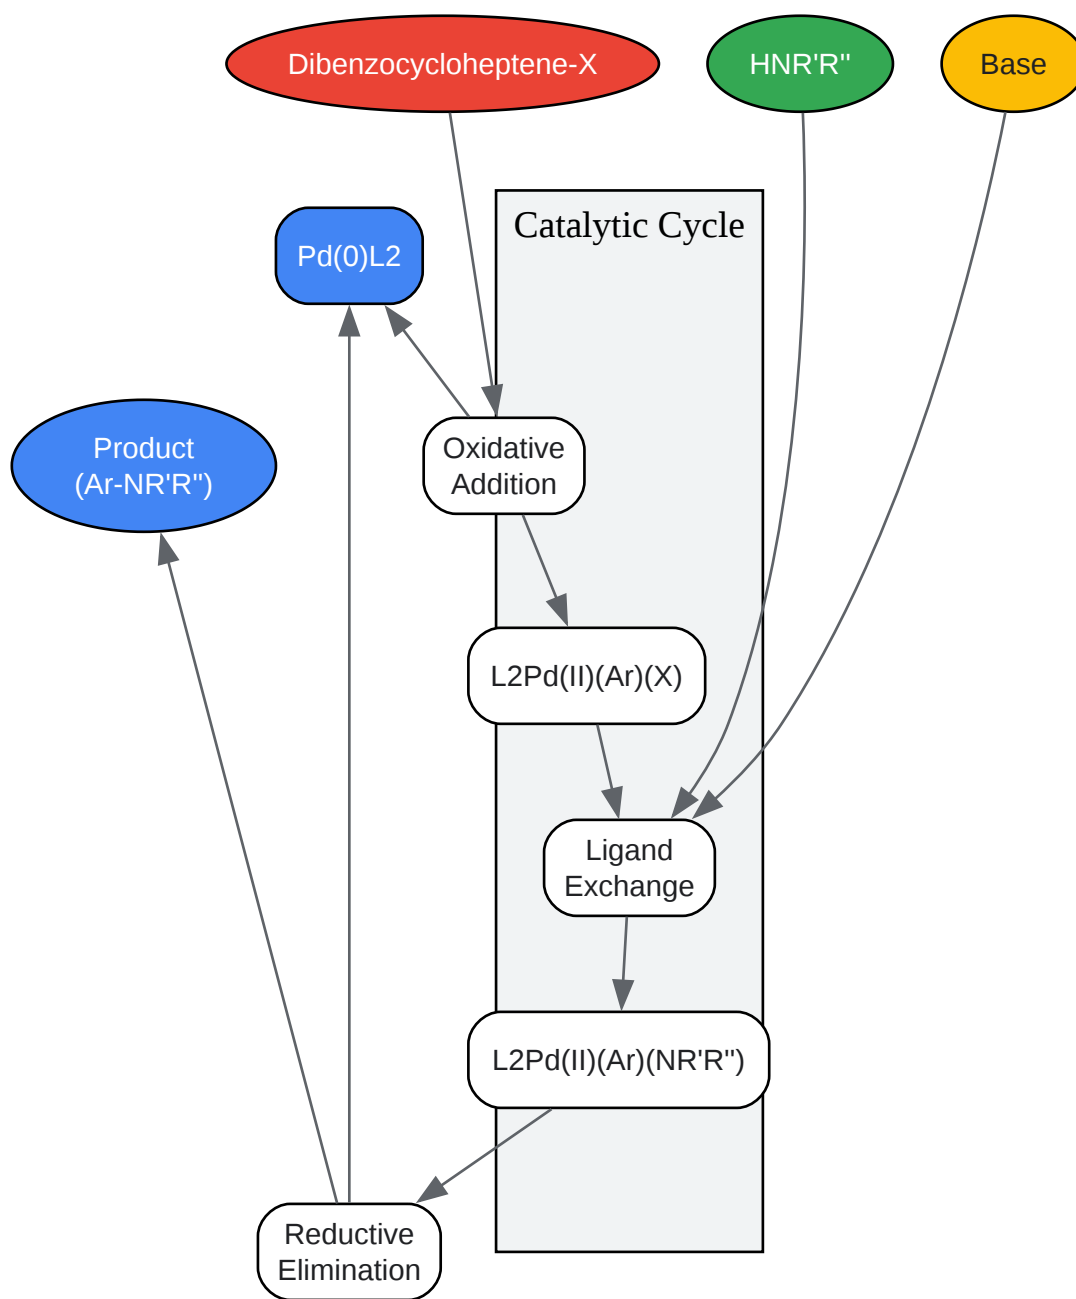 Dibenzocycloheptene-X
HNR'R''
Base
Catalytic Cycle
Pd(0)L2
Product
(Ar-NR'R'')
Oxidative
Addition
L2Pd(II)(Ar)(X)
Ligand
Exchange
L2Pd(II)(Ar)(NR'R'')
Reductive
Elimination